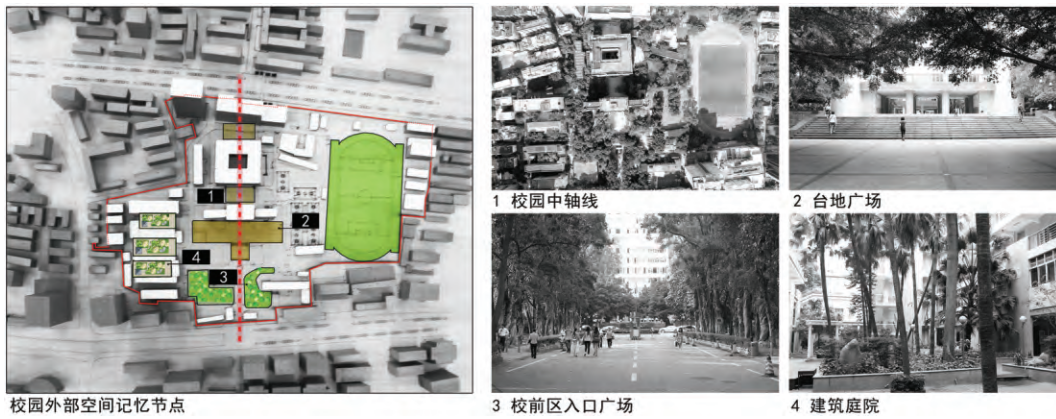 1
2
4
3
校园外部空间记忆节点
1 校园中轴线
2 台地广场
3 校前区入口广场
4 建筑庭院